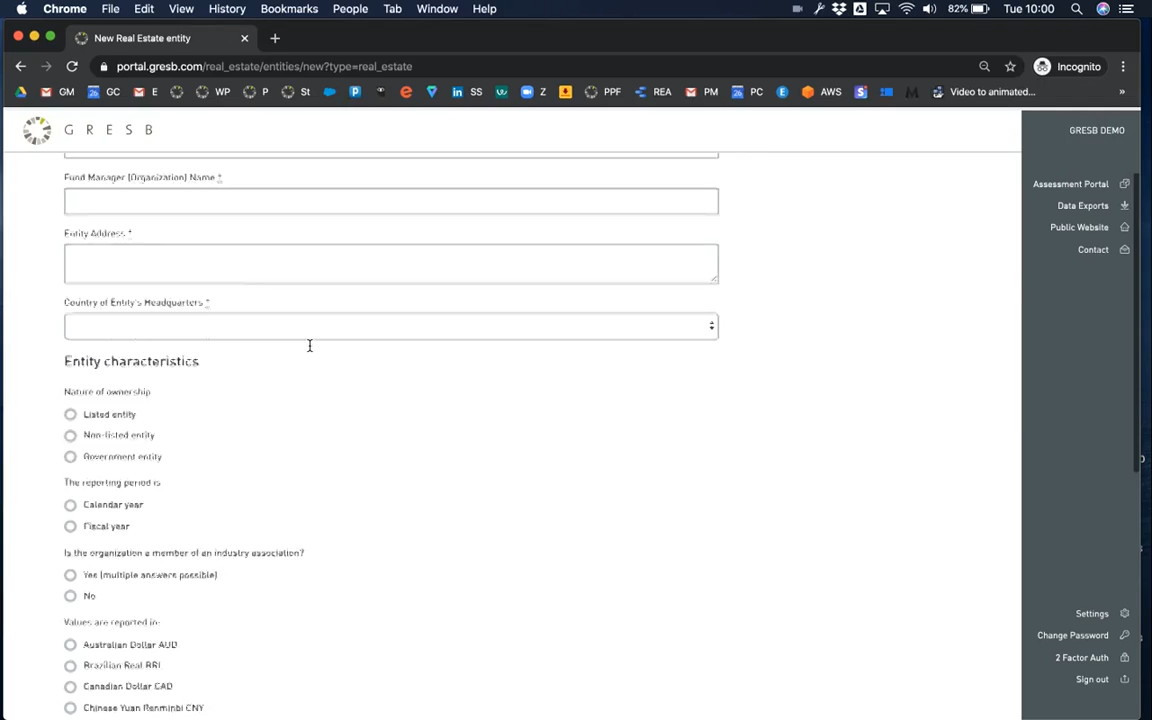 Chrome File Edit View History Bookmarks People Tab Window Help 82% Tue 10:00
New Real Estate entity
portal.gresb.com/real_estate/entities/new?type=real_estate Incognito
GM GC E WP P St SS Z PPF REA PM PC AWS Video to animated... »
GRESB GRESB DEMO
Fund Manager (Organization) Name *
Entity Address *
Country of Entity's Headquarters *
Entity characteristics
Nature of ownership
Listed entity
Non-listed entity
Government entity
The reporting period is
Calendar year
Fiscal year
Is the organization a member of an industry association?
Yes (multiple answers possible)
No
Values are reported in:
Australian Dollar AUD
Brazilian Real BRL
Canadian Dollar CAD
Chinese Yuan Renminbi CNY
Assessment Portal
Data Exports
Public Website
Contact
Settings
Change Password
2 Factor Auth
Sign out